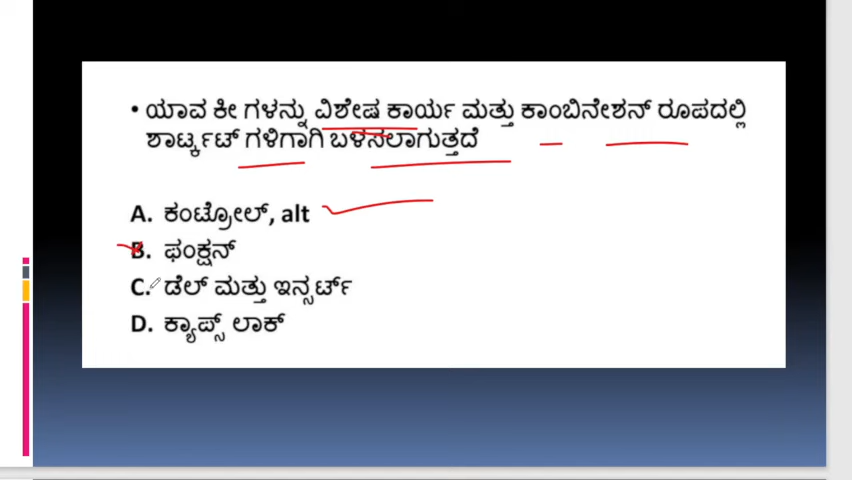 • ಯಾವ ಕೀ ಗಳನ್ನು ವಿಶೇಷ ಕಾರ್ಯ ಮತ್ತು ಕಾಂಬಿನೇಶನ್ ರೂಪದಲ್ಲಿ
ಶಾರ್ಟ್ಕಟ್ ಗಳಿಗಾಗಿ ಬಳಸಲಾಗುತ್ತದೆ
A. ಕಂಟ್ರೋಲ್, alt
B. ಫಂಕ್ಷನ್
C. ಡೆಲ್ ಮತ್ತು ಇನ್ಸರ್ಟ್
D. ಕ್ಯಾಪ್ಸ್ ಲಾಕ್